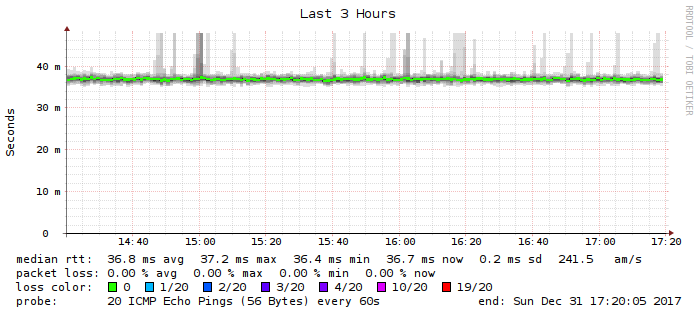 Last 3 Hours
RRDTOOL / TOBI OETIKER
Seconds
40 m
30 m
20 m
10 m
0
14:40 15:00 15:20 15:40 16:00 16:20 16:40 17:00 17:20
median rtt: 36.8 ms avg 37.2 ms max 36.4 ms min 36.7 ms now 0.2 ms sd 241.5 am/s
packet loss: 0.00 % avg 0.00 % max 0.00 % min 0.00 % now
loss color: 0 1/20 2/20 3/20 4/20 10/20 19/20
probe: 20 ICMP Echo Pings (56 Bytes) every 60s end: Sun Dec 31 17:20:05 2017